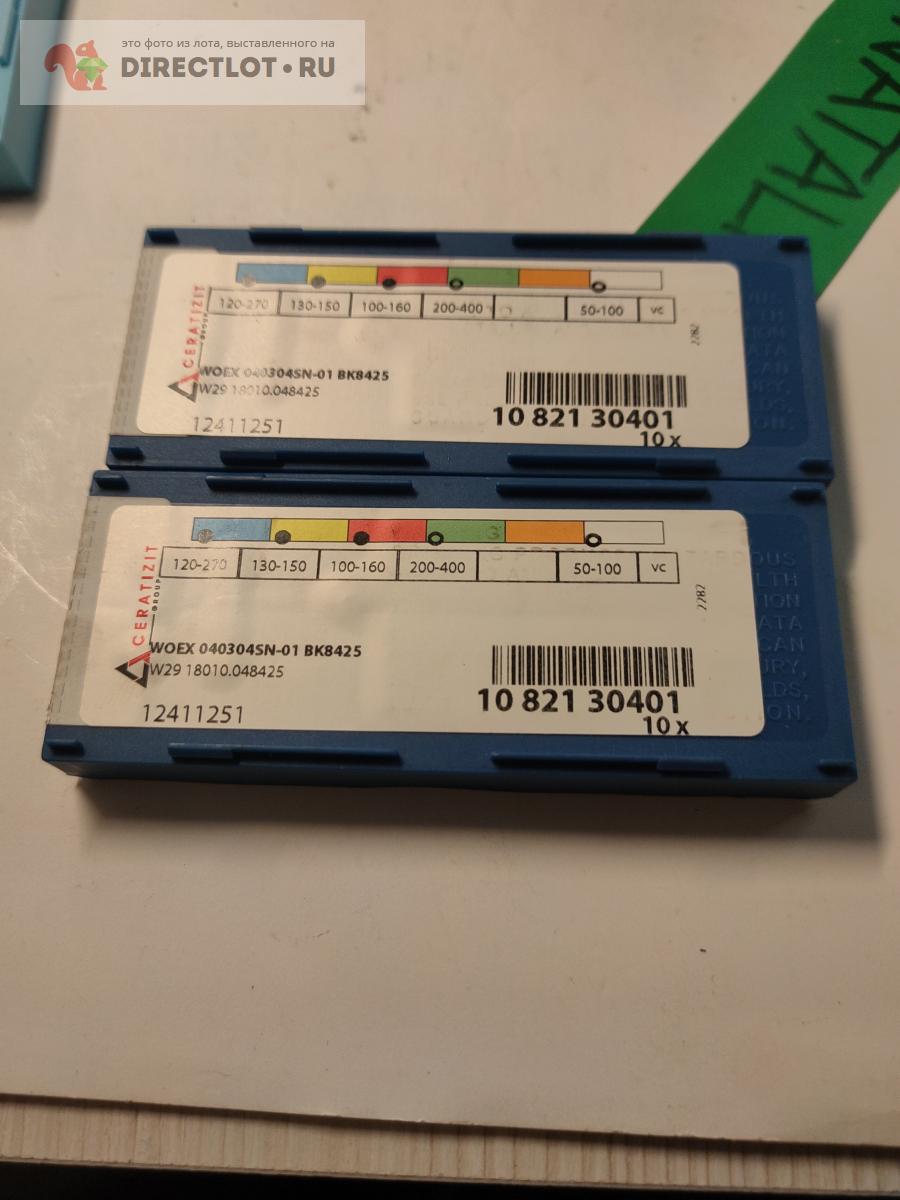 это фото из лота, выставленного на
DIRECTLOT•RU
NATAL
120-270 130-150 100-160 200-400 50-100 vc
CERATIZIT
GROUP
2282
WOEX 040304SN-01 BK8425
W29 18010.048425
12411251
10 821 30401
10 x
120-270 130-150 100-160 200-400 50-100 vc
CERATIZIT
GROUP
2282
WOEX 040304SN-01 BK8425
W29 18010.048425
12411251
10 821 30401
10 x